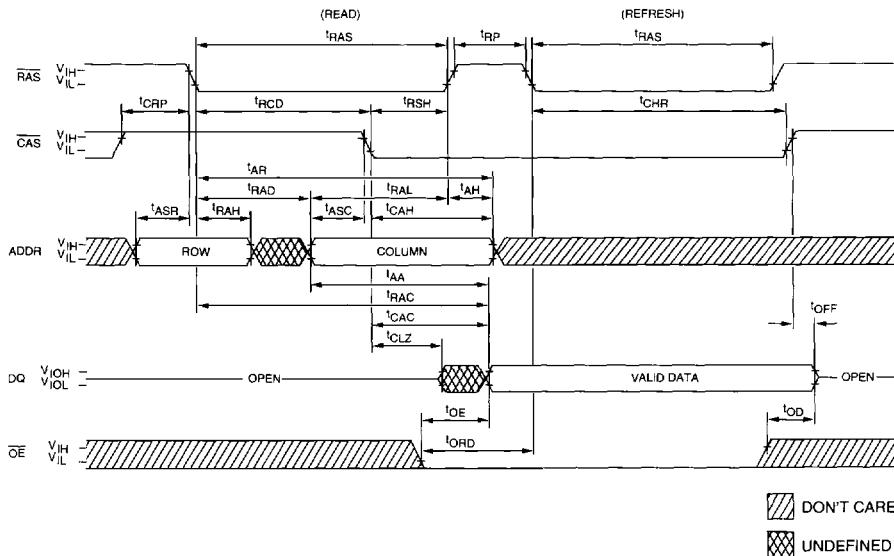 (READ) (REFRESH)
tRAS tRP tRAS
RAS VIH VIL
tCRP tRCD tRSH tCHR
CAS VIH VIL
tAR
tRAD tRAL tAH
tASR tRAH tASC tCAH
ADDR VIH VIL ROW COLUMN
tAA
tRAC
tCAC tOFF
tCLZ
DQ VIOH VIOL OPEN VALID DATA OPEN
tOE tOD
tORD
OE VIH VIL
DON'T CARE
UNDEFINED